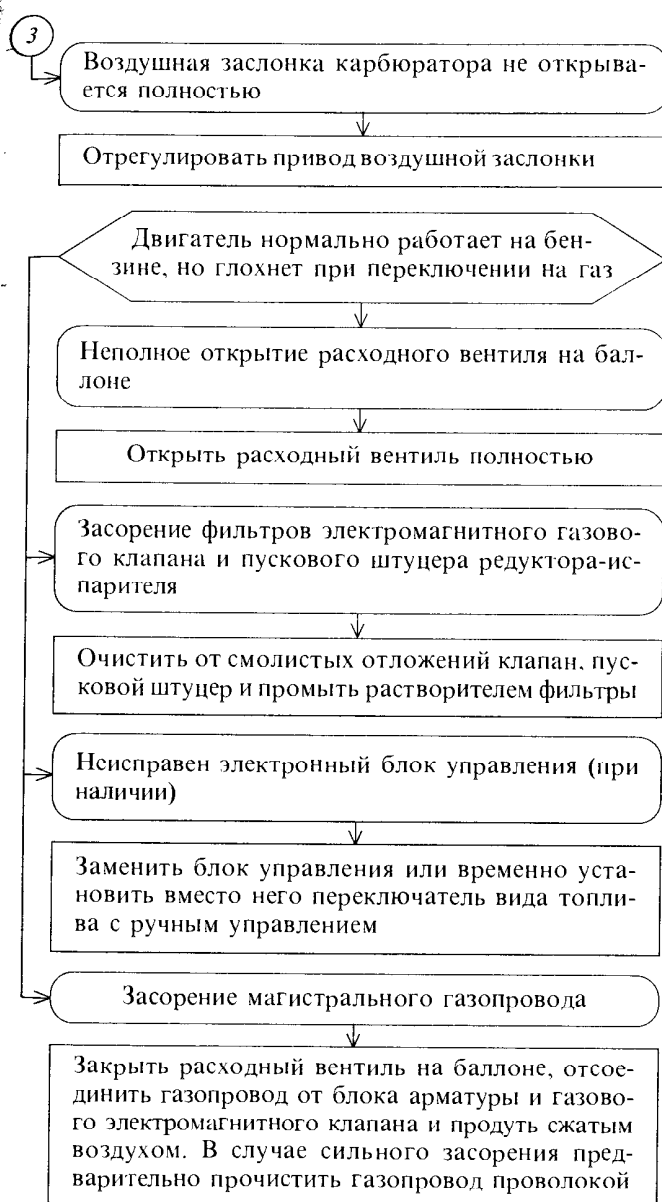 3
Воздушная заслонка карбюратора не открыва-
ется полностью
Отрегулировать привод воздушной заслонки
Двигатель нормально работает на бен-
зине, но глохнет при переключении на газ
Неполное открытие расходного вентиля на бал-
лоне
Открыть расходный вентиль полностью
Засорение фильтров электромагнитного газово-
го клапана и пускового штуцера редуктора-ис-
парителя
Очистить от смолистых отложений клапан, пус-
ковой штуцер и промыть растворителем фильтры
Неисправен электронный блок управления (при
наличии)
Заменить блок управления или временно уста-
новить вместо него переключатель вида топли-
ва с ручным управлением
Засорение магистрального газопровода
Закрыть расходный вентиль на баллоне, отсое-
динить газопровод от блока арматуры и газово-
го электромагнитного клапана и продуть сжатым
воздухом. В случае сильного засорения пред-
варительно прочистить газопровод проволокой